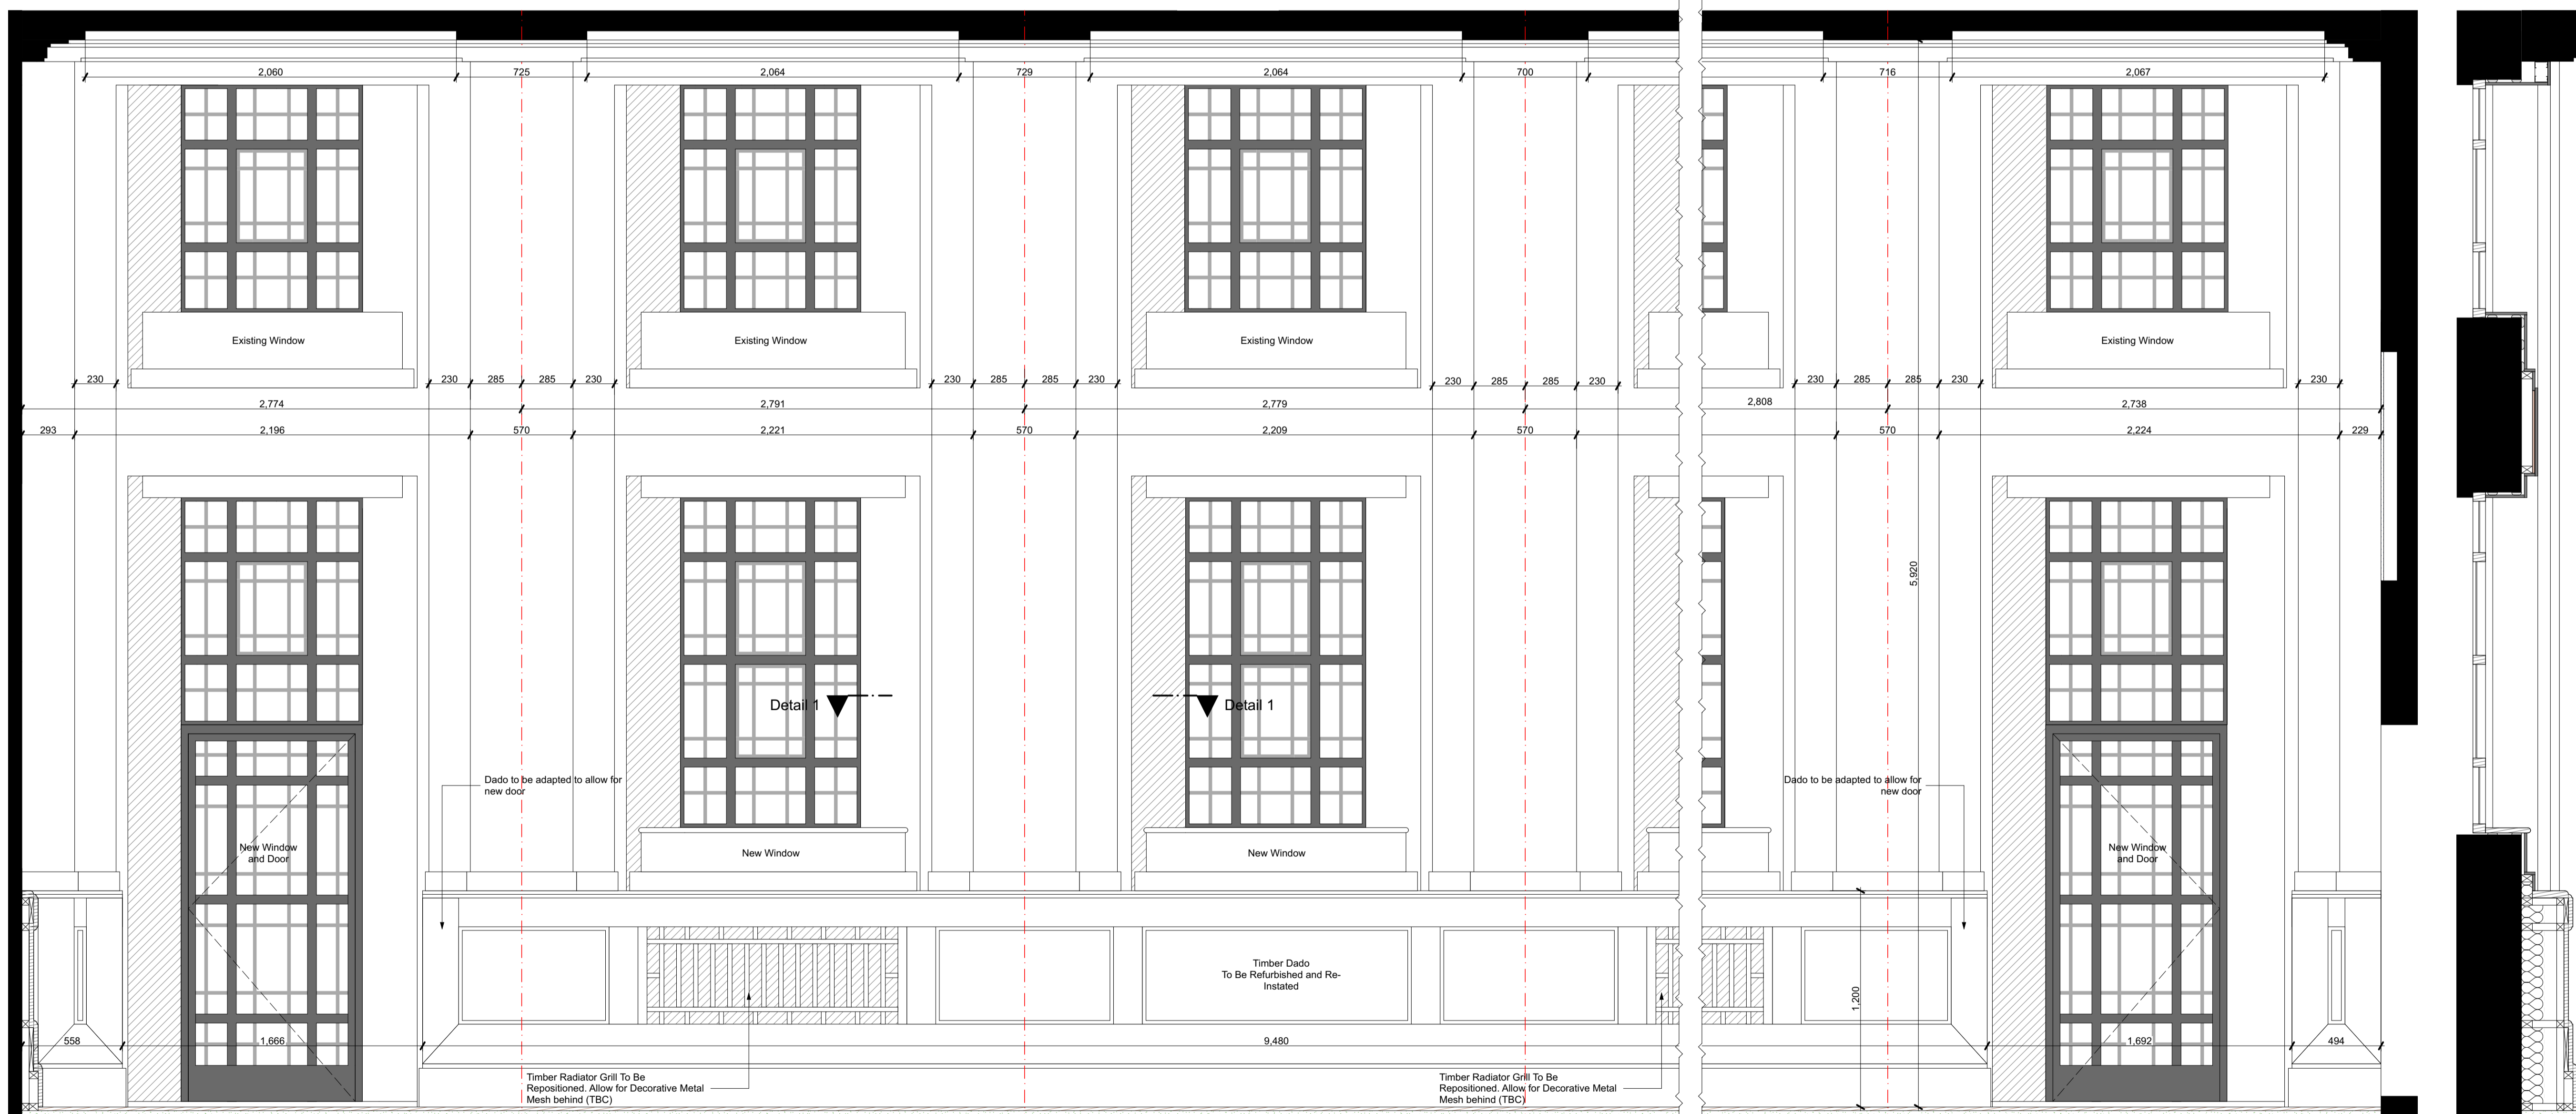 2,060 725 2,064 729 2,064 700 716 2,067
Existing Window Existing Window Existing Window Existing Window
230 230 285 285 230 230 285 285 230 230 285 285 230 230 285 285 230 230
2,774 2,791 2,779 2,808 2,738
293 2,196 570 2,221 570 2,209 570 570 2,224 229
5,920
Detail 1 Detail 1
Dado to be adapted to allow for
new door
Dado to be adapted to allow for
new door
New Window
and Door
New Window
New Window
New Window
and Door
Timber Dado
To Be Refurbished and Re-
Instated
1,200
558 1,666 9,480 1,692 494
Timber Radiator Grill To Be
Repositioned. Allow for Decorative Metal
Mesh behind (TBC)
Timber Radiator Grill To Be
Repositioned. Allow for Decorative Metal
Mesh behind (TBC)